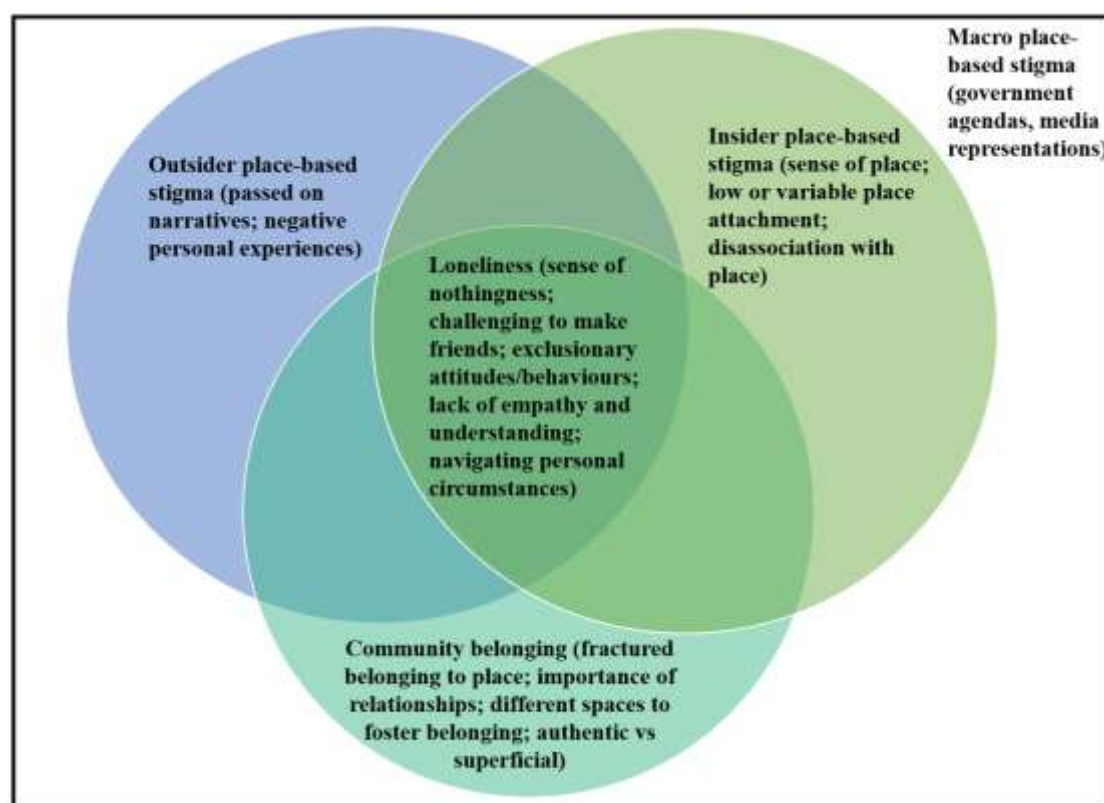 Macro place-
based stigma
(government
agendas, media
representations)
Outsider place-based
stigma (passed on
narratives; negative
personal experiences)
Insider place-based
stigma (sense of place;
low or variable place
attachment;
disassociation with
place)
Loneliness (sense of
nothingness;
challenging to make
friends; exclusionary
attitudes/behaviours;
lack of empathy and
understanding;
navigating personal
circumstances)
Community belonging (fractured
belonging to place; importance of
relationships; different spaces to
foster belonging; authentic vs
superficial)